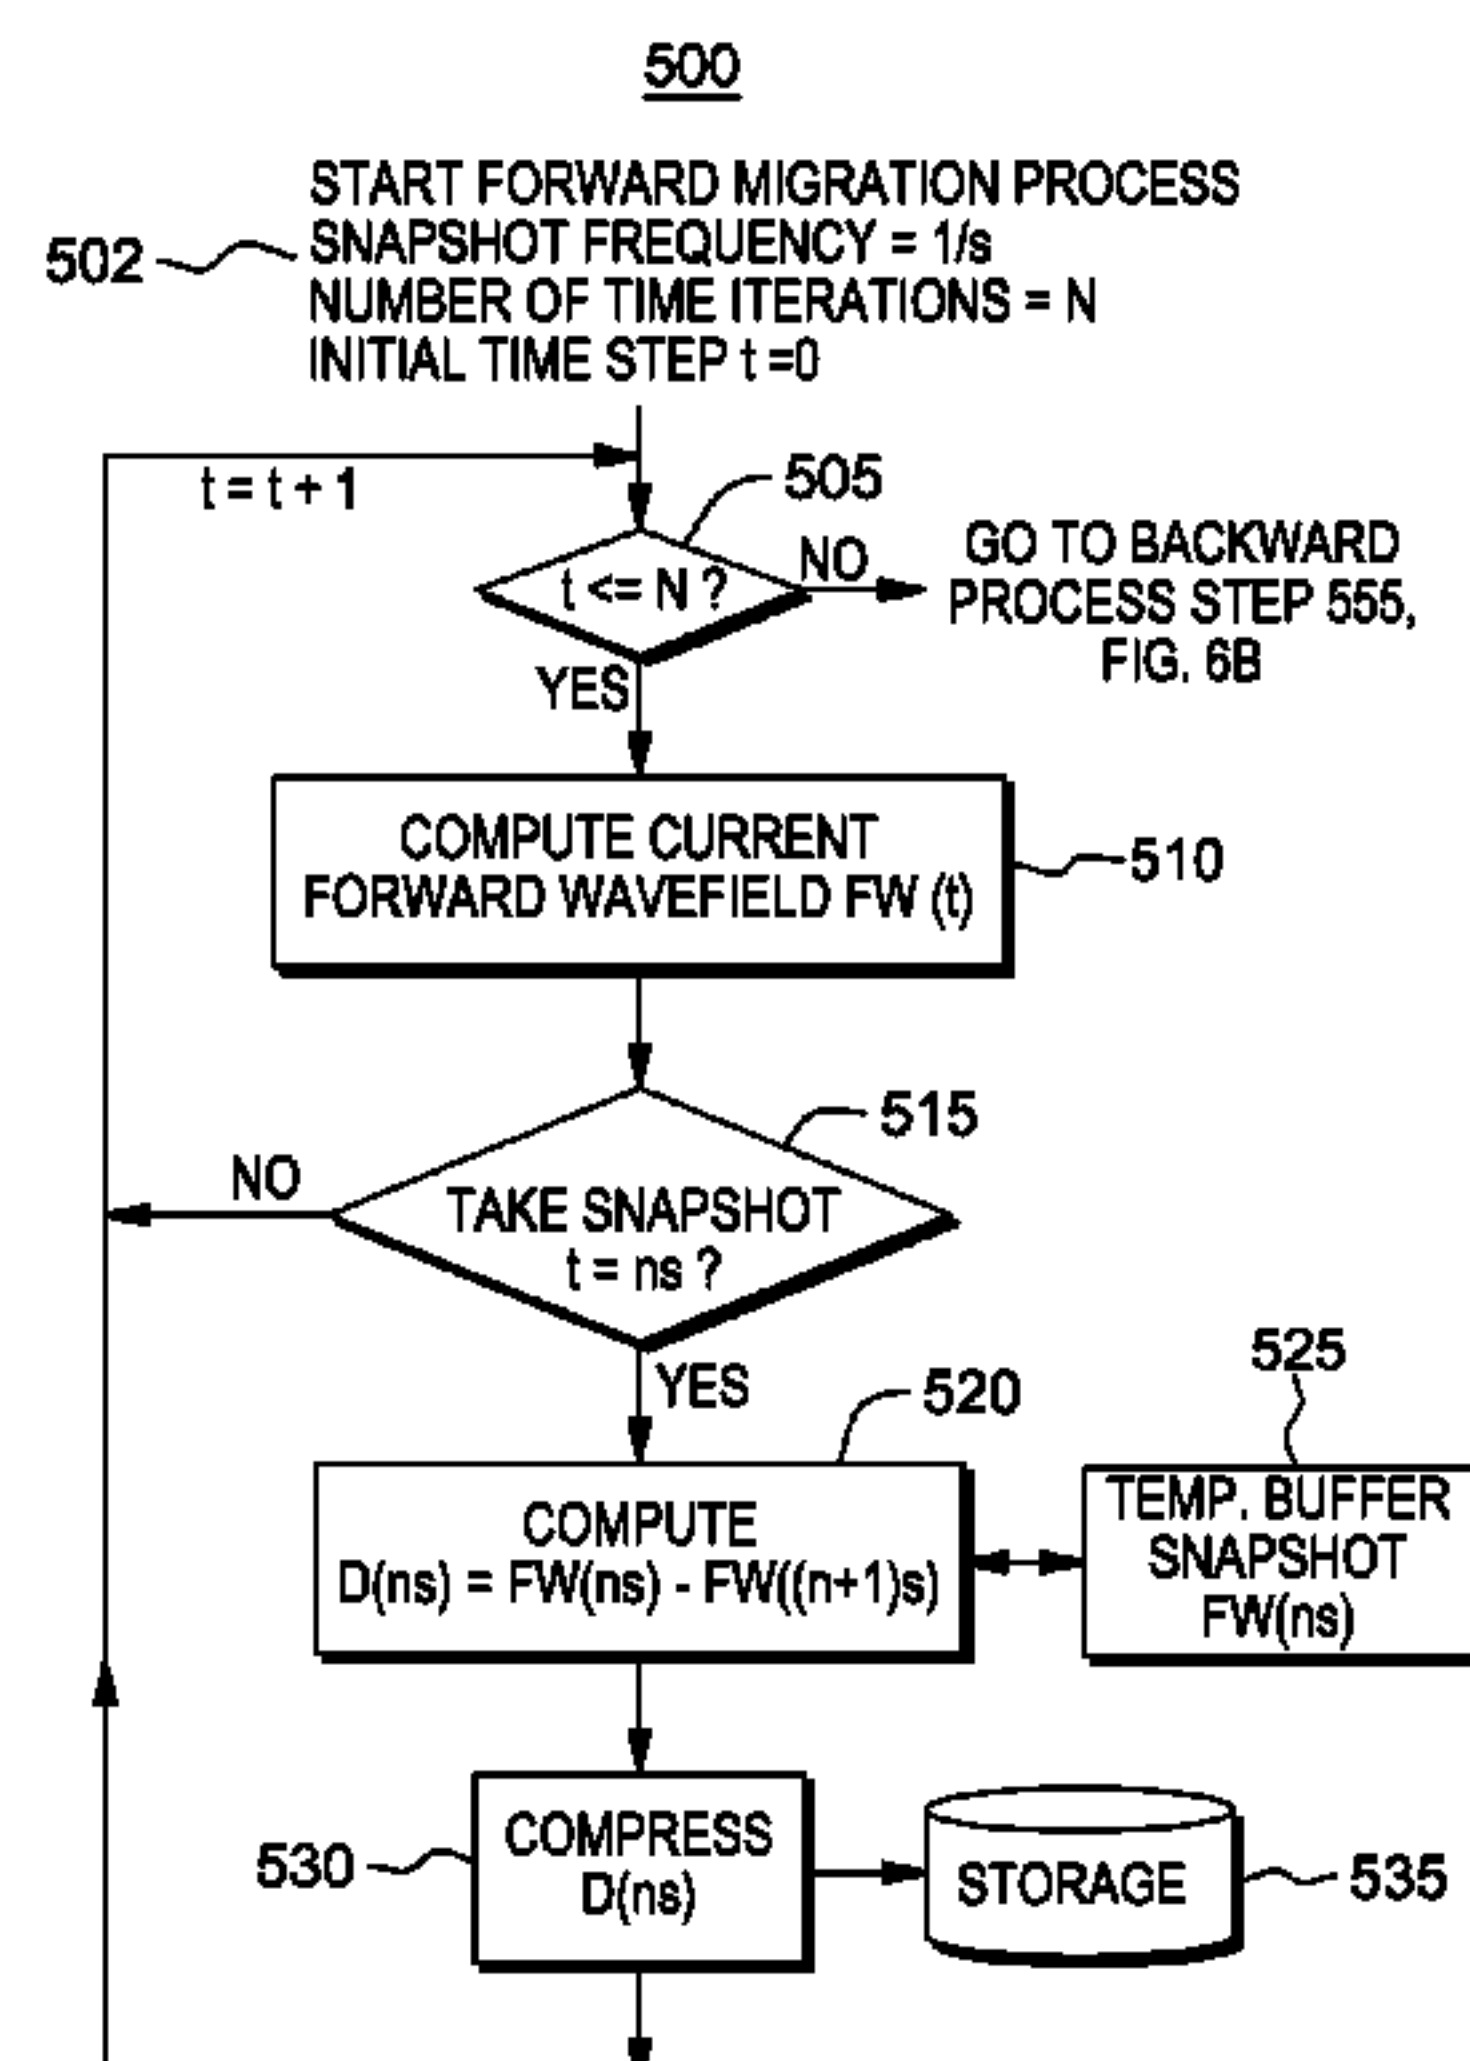 500
START FORWARD MIGRATION PROCESS
502
SNAPSHOT FREQUENCY = 1/s
NUMBER OF TIME ITERATIONS = N
INITIAL TIME STEP t =0
t = t + 1
505
t <= N ?
NO
GO TO BACKWARD
PROCESS STEP 555,
FIG. 6B
YES
COMPUTE CURRENT
FORWARD WAVEFIELD FW (t)
510
515
NO
TAKE SNAPSHOT
t = ns ?
YES
520
525
COMPUTE
D(ns) = FW(ns) - FW((n+1)s)
TEMP. BUFFER
SNAPSHOT
FW(ns)
530
COMPRESS
D(ns)
STORAGE
535